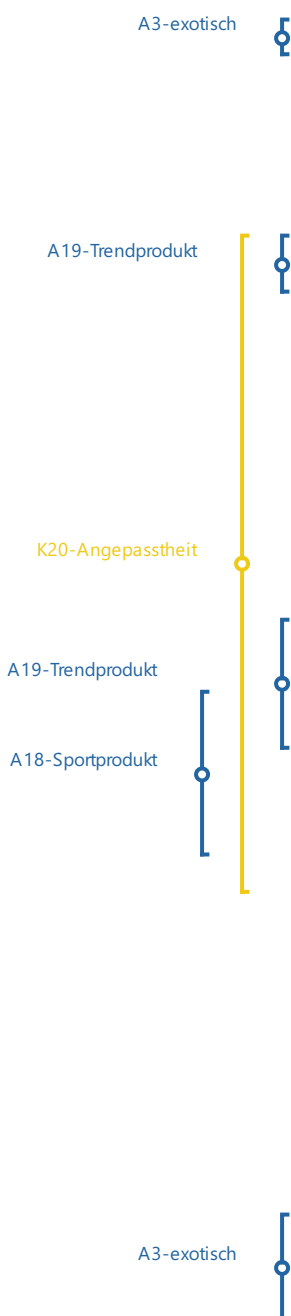 A3-exotisch
A19-Trendprodukt
K20-Angepasstheit
A19-Trendprodukt
A18-Sportprodukt
A3-exotisch